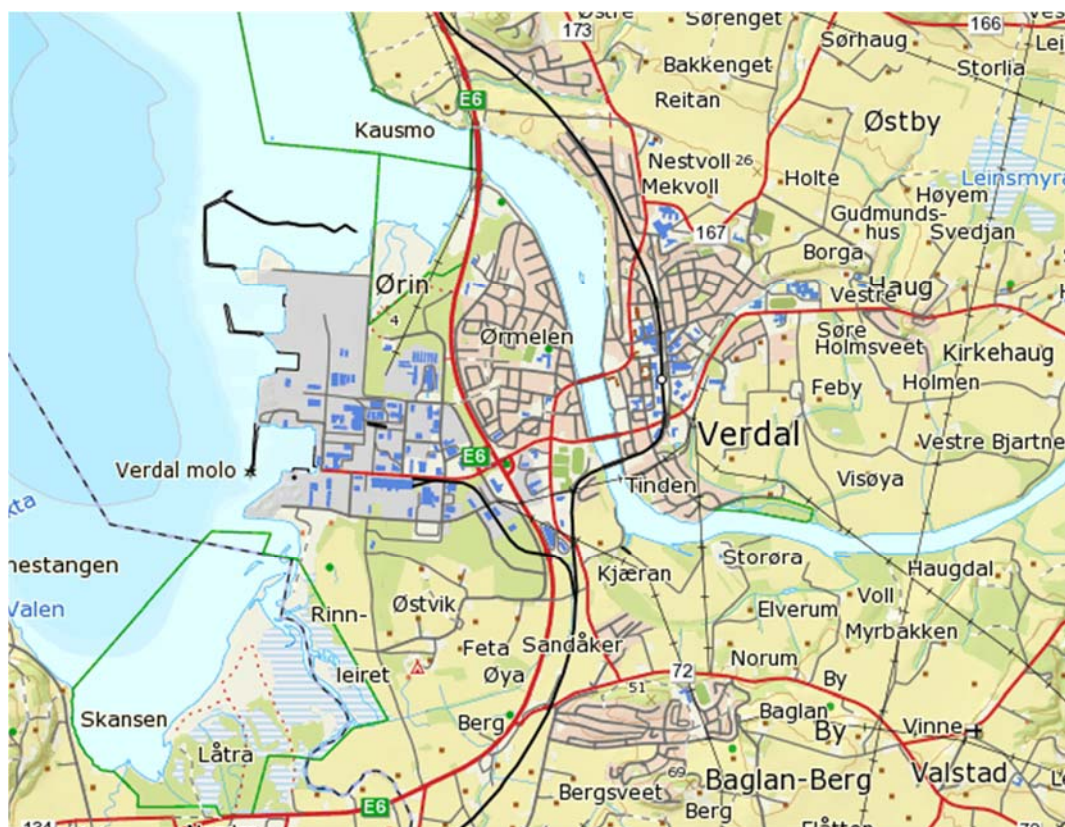 Østre
Sørenget
166
173
Sørhaug
Bakkenget
Storlia
Reitan
E6
Østby
Kausmo
Nestvoll
26
Mekvoll
Holte
Leinsmyra
Høyem
Gudmunds-
hus
Svedjan
167
Borga
Ørin
Vestre
Haug
4
Ørmelen
Søre
Holmsveet
Kirkehaug
Feby
Holmen
Verdal
Vestre Bjartne
E6
Verdal molo
Tinden
Visøya
nestangen
Storøra
Haugdal
Kjæran
Valen
Rinn-
leiret
Østvik
Elverum
Voll
Myrbakken
Feta
Sandåker
Norum
72
Øya
By
51
Skansen
Berg
Baglan
By
Vinne
Låtra
69
Baglan-Berg
Valstad
E6
Bergsveet
Berg